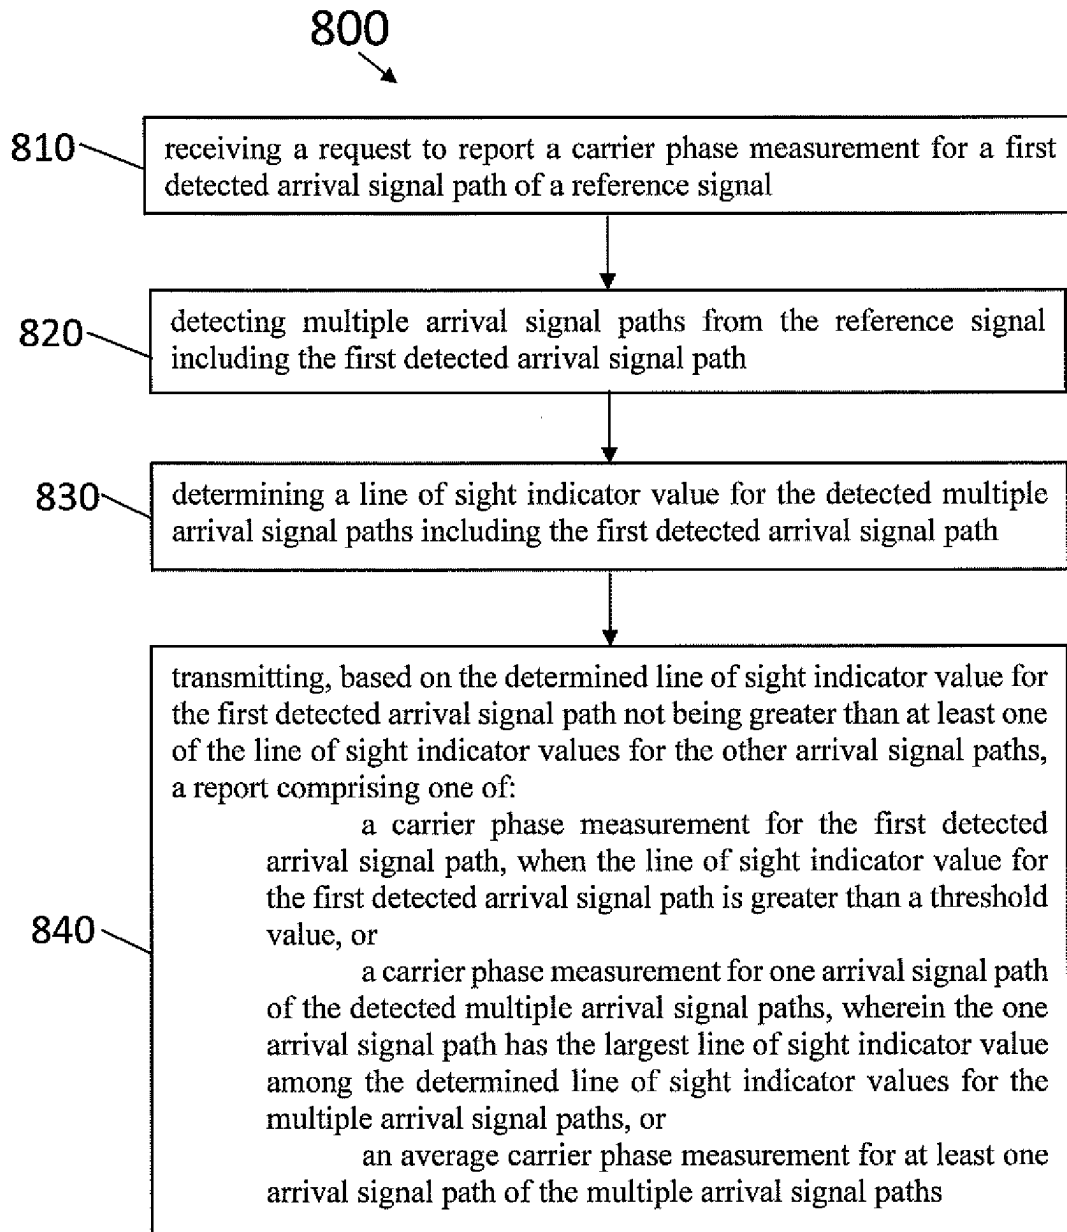 800
810
receiving a request to report a carrier phase measurement for a first
detected arrival signal path of a reference signal
820
detecting multiple arrival signal paths from the reference signal
including the first detected arrival signal path
830
determining a line of sight indicator value for the detected multiple
arrival signal paths including the first detected arrival signal path
840
transmitting, based on the determined line of sight indicator value for
the first detected arrival signal path not being greater than at least one
of the line of sight indicator values for the other arrival signal paths,
a report comprising one of:
a carrier phase measurement for the first detected
arrival signal path, when the line of sight indicator value for
the first detected arrival signal path is greater than a threshold
value, or
a carrier phase measurement for one arrival signal path
of the detected multiple arrival signal paths, wherein the one
arrival signal path has the largest line of sight indicator value
among the determined line of sight indicator values for the
multiple arrival signal paths, or
an average carrier phase measurement for at least one
arrival signal path of the multiple arrival signal paths